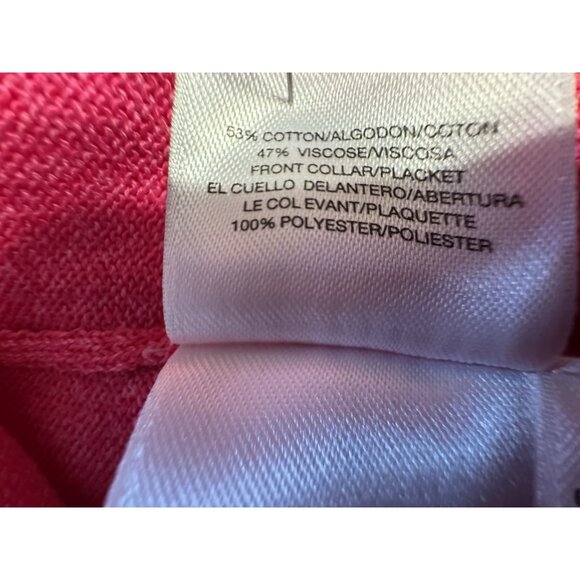 53% COTTON/ALGODON/COTON
47% VISCOSE/VISCOSA
FRONT COLLAR/PLACKET
EL CUELLO DELANTERO/ABERTURA
LE COL EVANT/PLAQUETTE
100% POLYESTER/POLIESTER